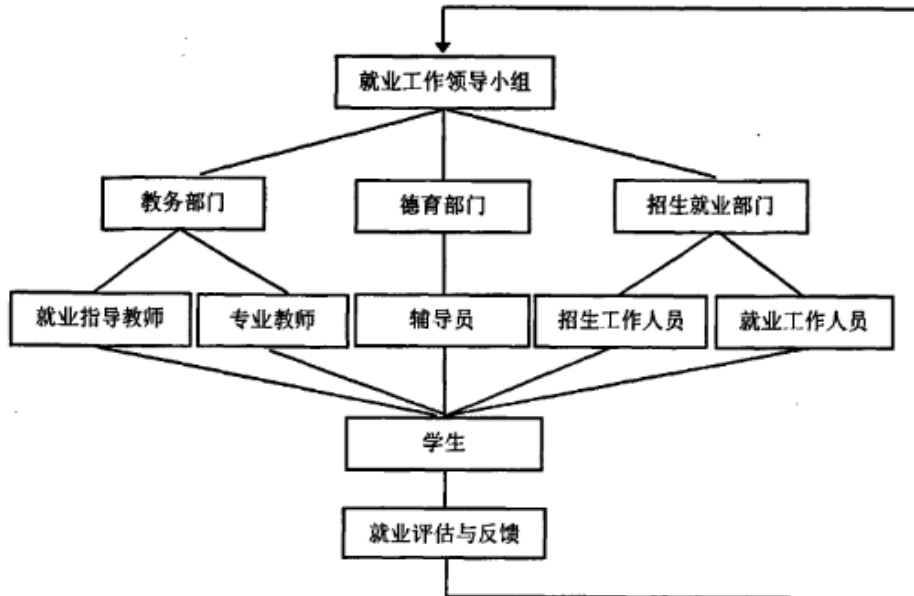 就业工作领导小组
教务部门
德育部门
招生就业部门
就业指导教师
专业教师
辅导员
招生工作人员
就业工作人员
学生
就业评估与反馈